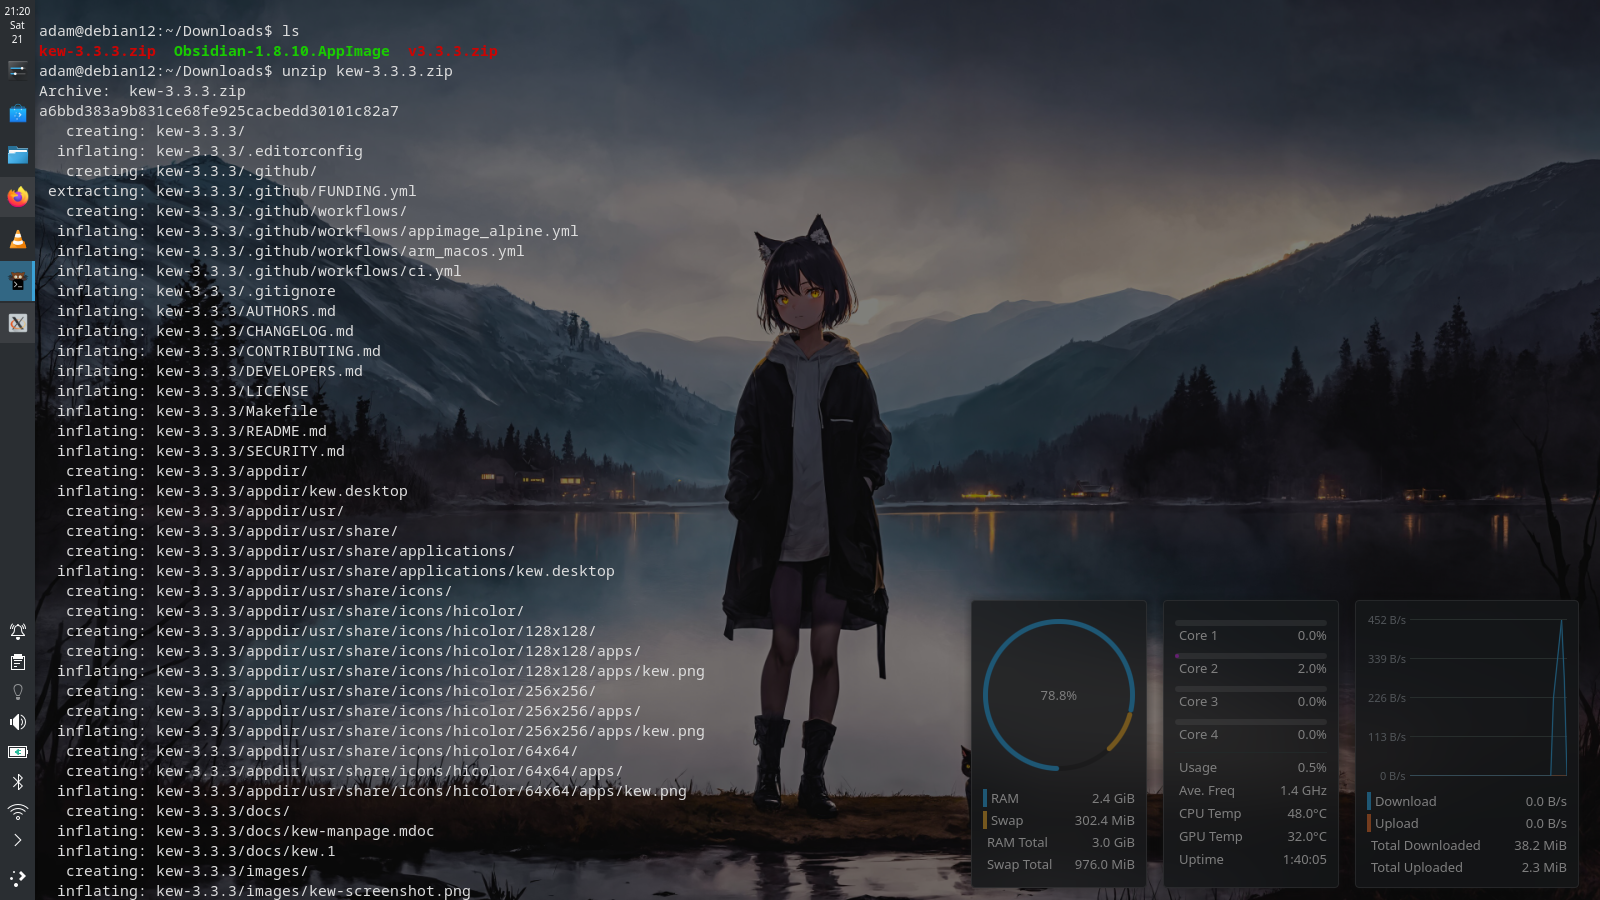 21:20
Sat
21
adam@debian12:~/Downloads$ ls
kew-3.3.3.zip  Obsidian-1.8.10.AppImage  v3.3.3.zip
adam@debian12:~/Downloads$ unzip kew-3.3.3.zip
Archive:  kew-3.3.3.zip
a6bbd383a9b831ce68fe925cacbedd30101c82a7
   creating: kew-3.3.3/
  inflating: kew-3.3.3/.editorconfig
   creating: kew-3.3.3/.github/
 extracting: kew-3.3.3/.github/FUNDING.yml
   creating: kew-3.3.3/.github/workflows/
  inflating: kew-3.3.3/.github/workflows/appimage_alpine.yml
  inflating: kew-3.3.3/.github/workflows/arm_macos.yml
  inflating: kew-3.3.3/.github/workflows/ci.yml
  inflating: kew-3.3.3/.gitignore
  inflating: kew-3.3.3/AUTHORS.md
  inflating: kew-3.3.3/CHANGELOG.md
  inflating: kew-3.3.3/CONTRIBUTING.md
  inflating: kew-3.3.3/DEVELOPERS.md
  inflating: kew-3.3.3/LICENSE
  inflating: kew-3.3.3/Makefile
  inflating: kew-3.3.3/README.md
  inflating: kew-3.3.3/SECURITY.md
   creating: kew-3.3.3/appdir/
  inflating: kew-3.3.3/appdir/kew.desktop
   creating: kew-3.3.3/appdir/usr/
   creating: kew-3.3.3/appdir/usr/share/
   creating: kew-3.3.3/appdir/usr/share/applications/
  inflating: kew-3.3.3/appdir/usr/share/applications/kew.desktop
   creating: kew-3.3.3/appdir/usr/share/icons/
   creating: kew-3.3.3/appdir/usr/share/icons/hicolor/
   creating: kew-3.3.3/appdir/usr/share/icons/hicolor/128x128/
   creating: kew-3.3.3/appdir/usr/share/icons/hicolor/128x128/apps/
  inflating: kew-3.3.3/appdir/usr/share/icons/hicolor/128x128/apps/kew.png
   creating: kew-3.3.3/appdir/usr/share/icons/hicolor/256x256/
   creating: kew-3.3.3/appdir/usr/share/icons/hicolor/256x256/apps/
  inflating: kew-3.3.3/appdir/usr/share/icons/hicolor/256x256/apps/kew.png
   creating: kew-3.3.3/appdir/usr/share/icons/hicolor/64x64/
   creating: kew-3.3.3/appdir/usr/share/icons/hicolor/64x64/apps/
  inflating: kew-3.3.3/appdir/usr/share/icons/hicolor/64x64/apps/kew.png
   creating: kew-3.3.3/docs/
  inflating: kew-3.3.3/docs/kew-manpage.mdoc
  inflating: kew-3.3.3/docs/kew.1
   creating: kew-3.3.3/images/
  inflating: kew-3.3.3/images/kew-screenshot.png
78.8%
RAM 2.4 GiB
Swap 302.4 MiB
RAM Total 3.0 GiB
Swap Total 976.0 MiB
Core 1 0.0%
Core 2 2.0%
Core 3 0.0%
Core 4 0.0%
Usage 0.5%
Ave. Freq 1.4 GHz
CPU Temp 48.0°C
GPU Temp 32.0°C
Uptime 1:40:05
452 B/s
339 B/s
226 B/s
113 B/s
0 B/s
Download 0.0 B/s
Upload 0.0 B/s
Total Downloaded 38.2 MiB
Total Uploaded 2.3 MiB